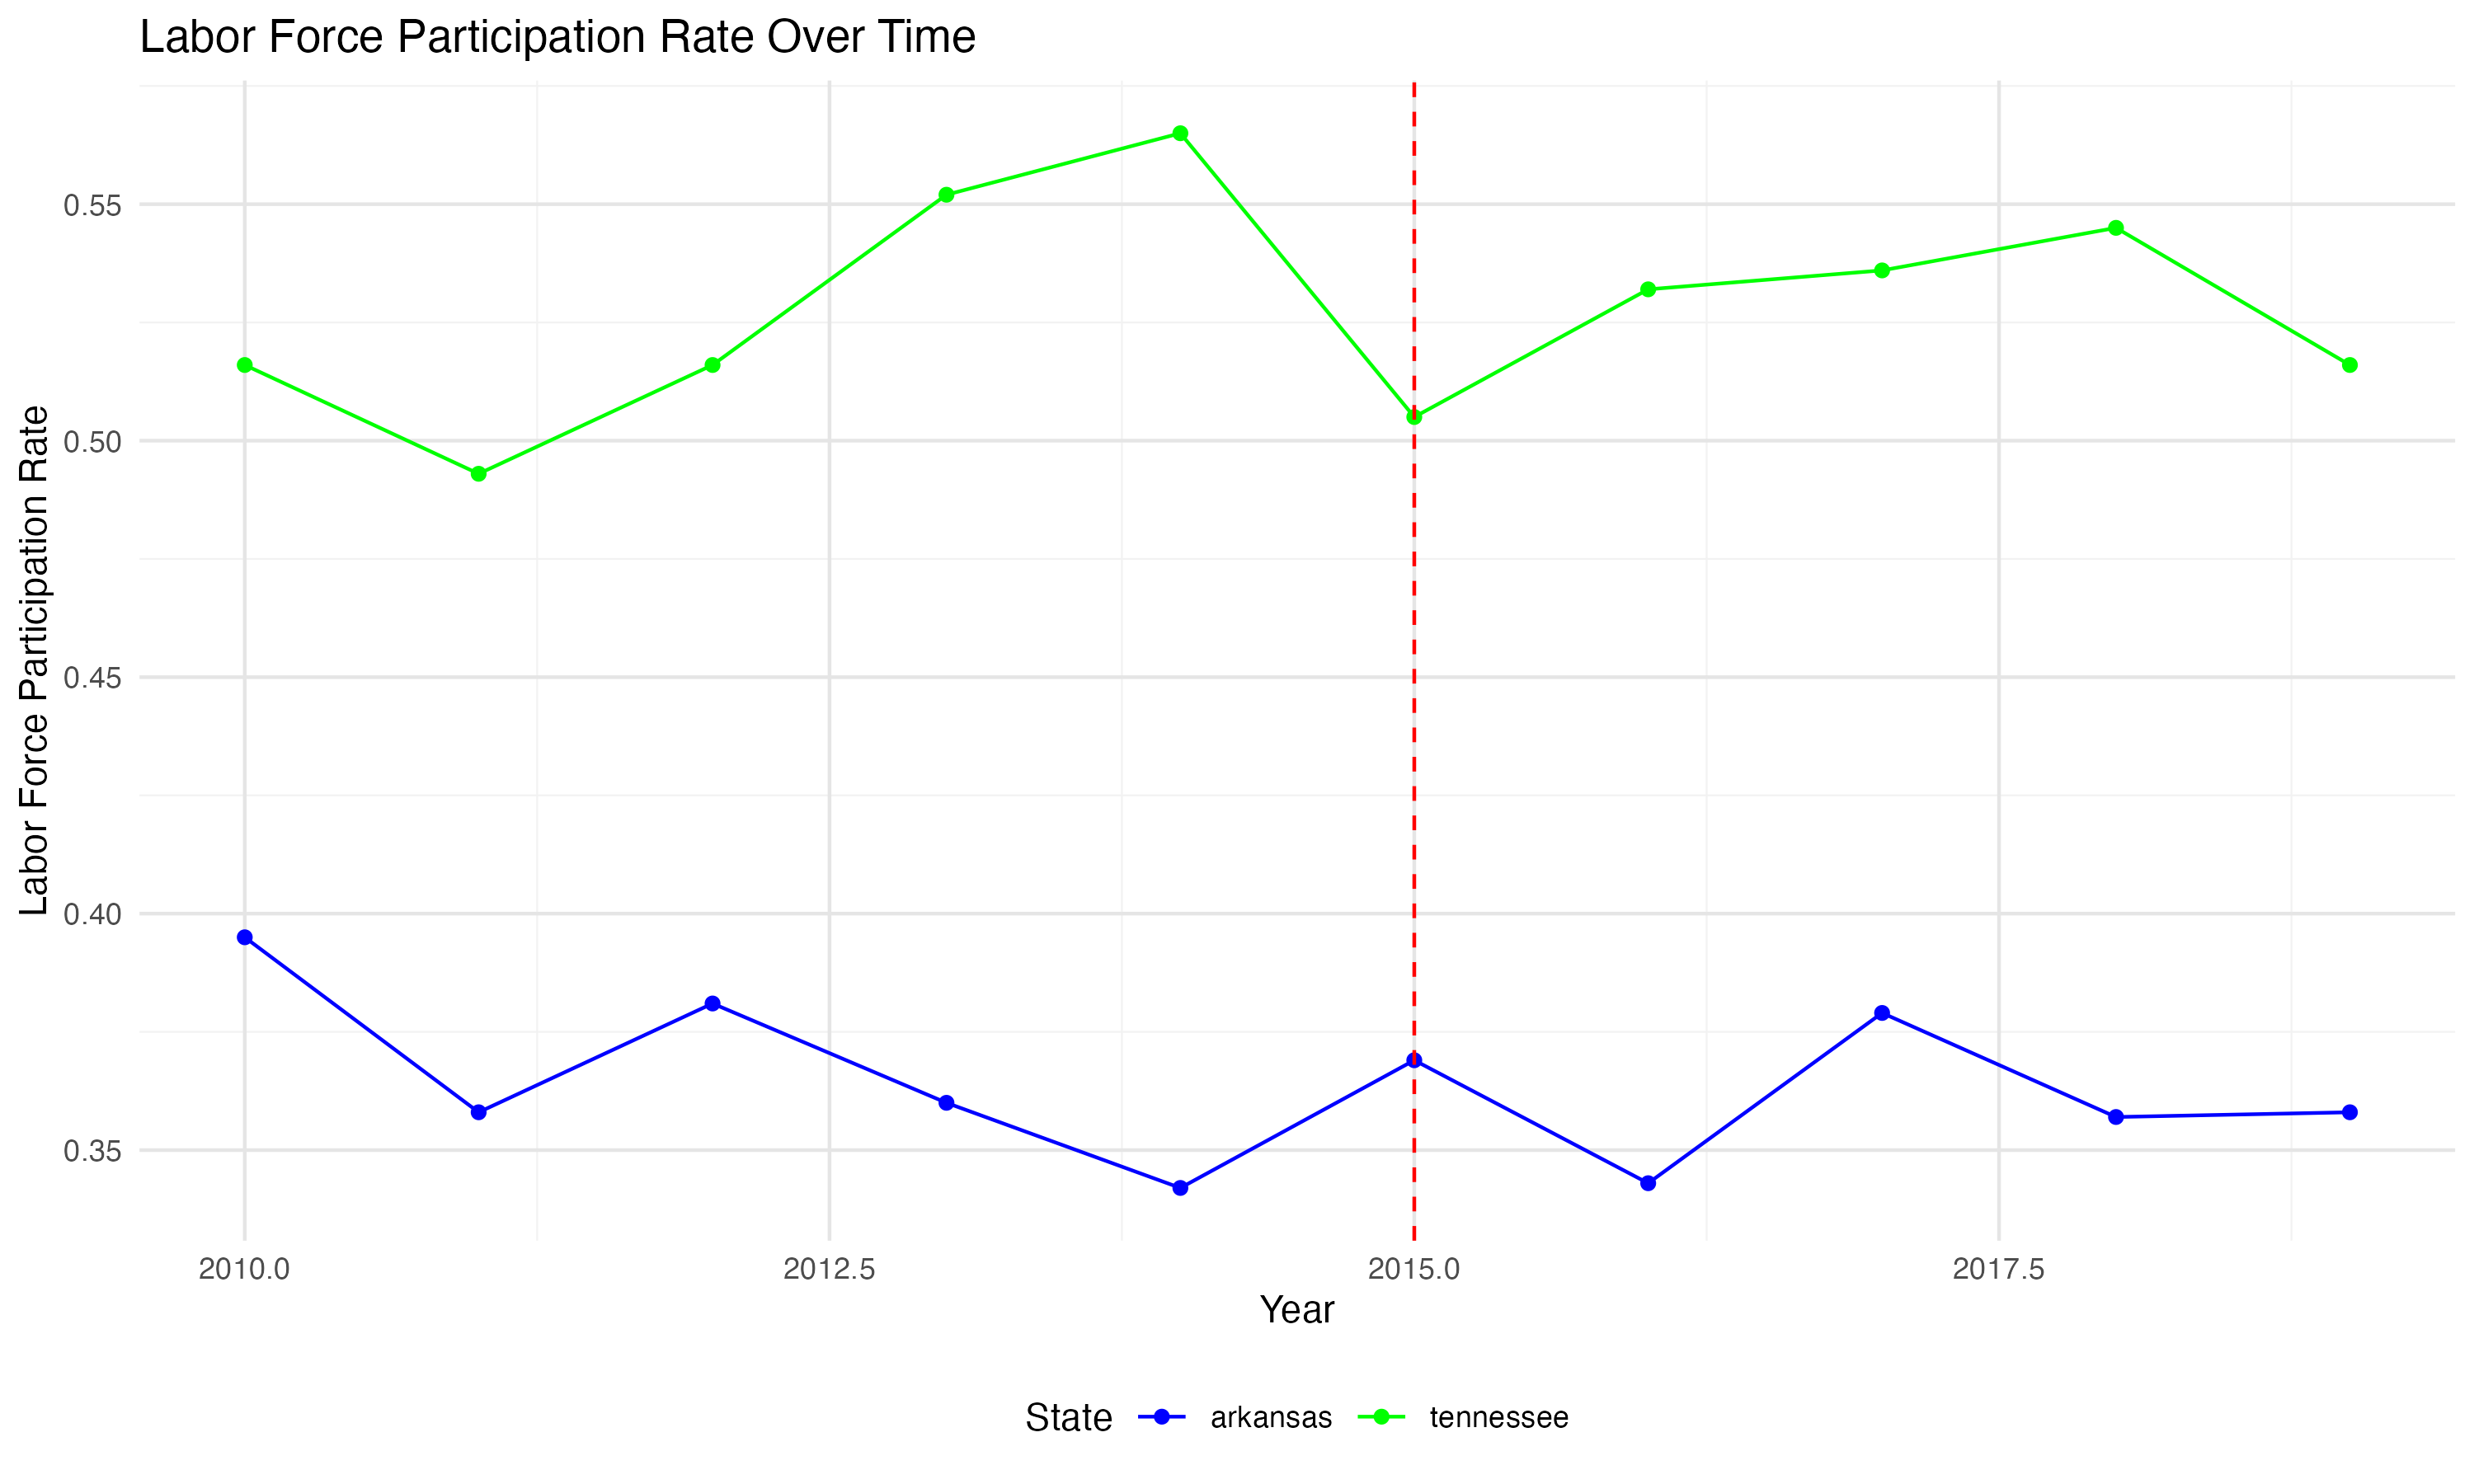 Labor Force Participation Rate Over Time
Labor Force Participation Rate
0.55
0.50
0.45
0.40
0.35
2010.0 2012.5 2015.0 2017.5
Year
State arkansas tennessee